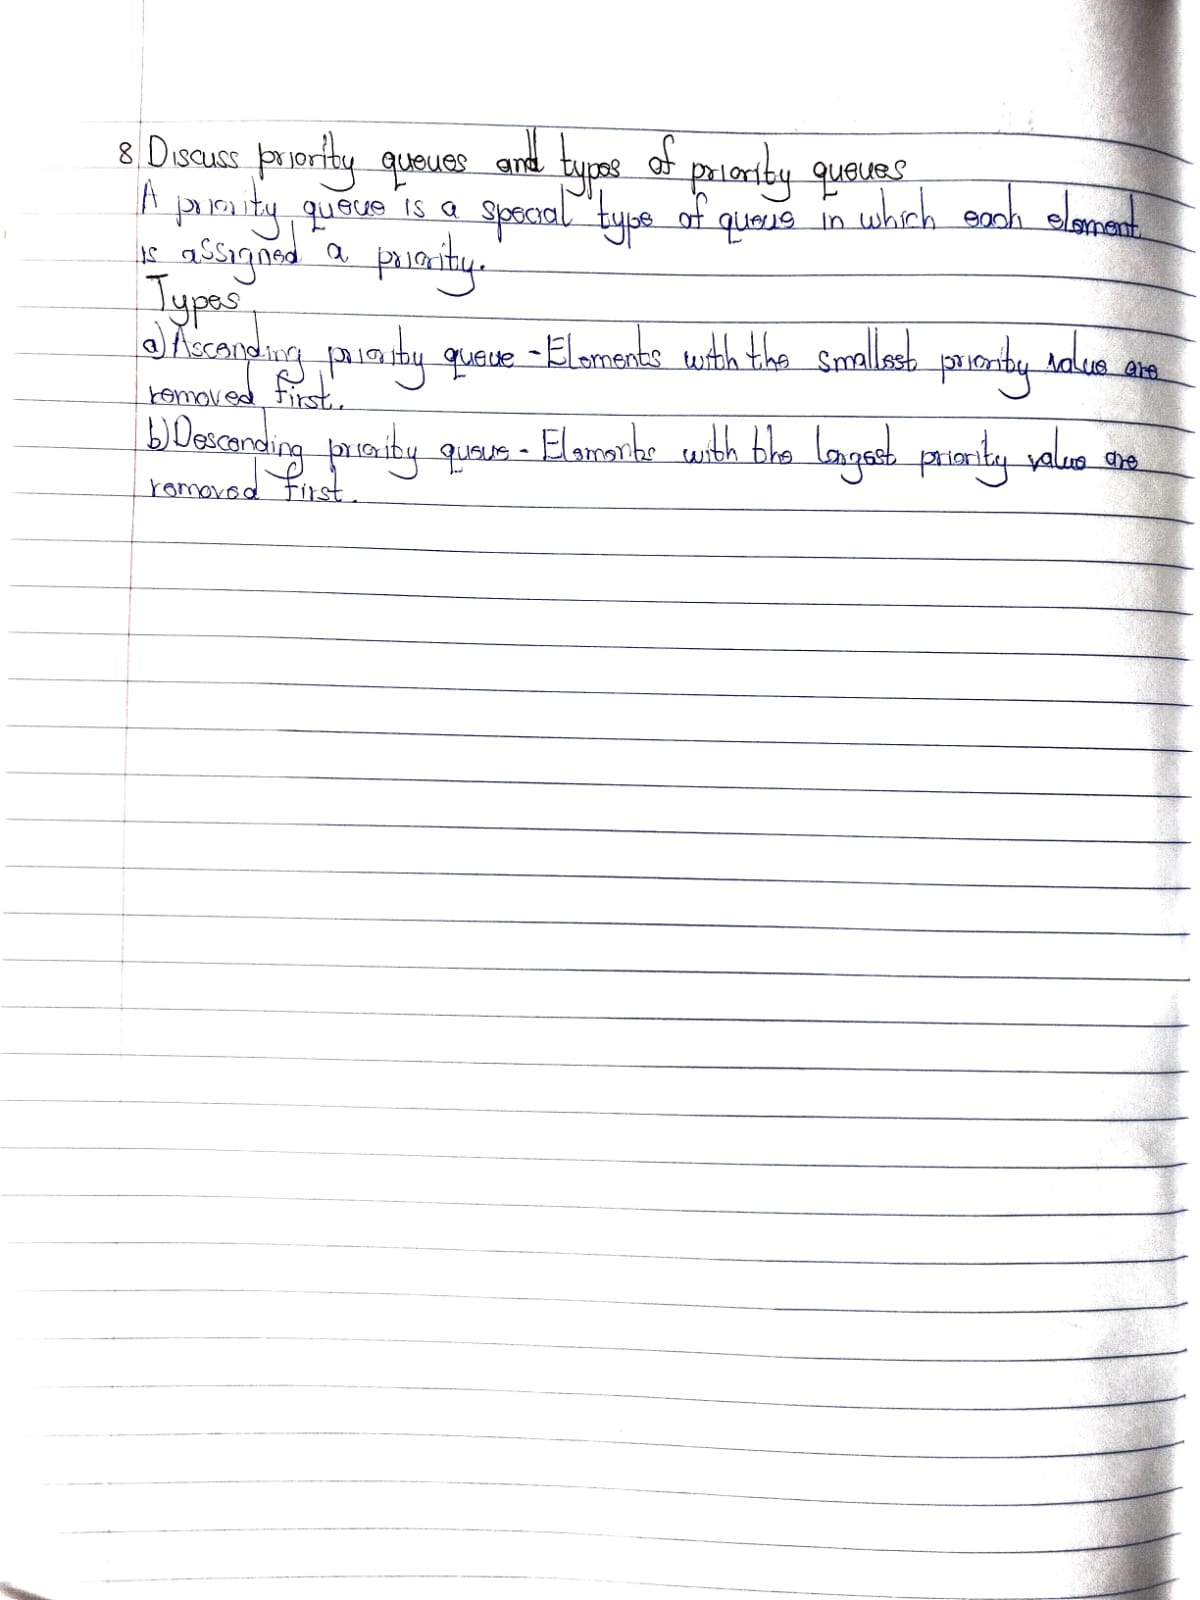 8 Discuss priority queues and types of priority queues
A priority queue is a special type of queue in which each element
is assigned a priority.
Types
a) Ascending priority queue - Elements with the smallest priority value are
removed first.
b) Descending priority queue - Elements with the largest priority value are
removed first.